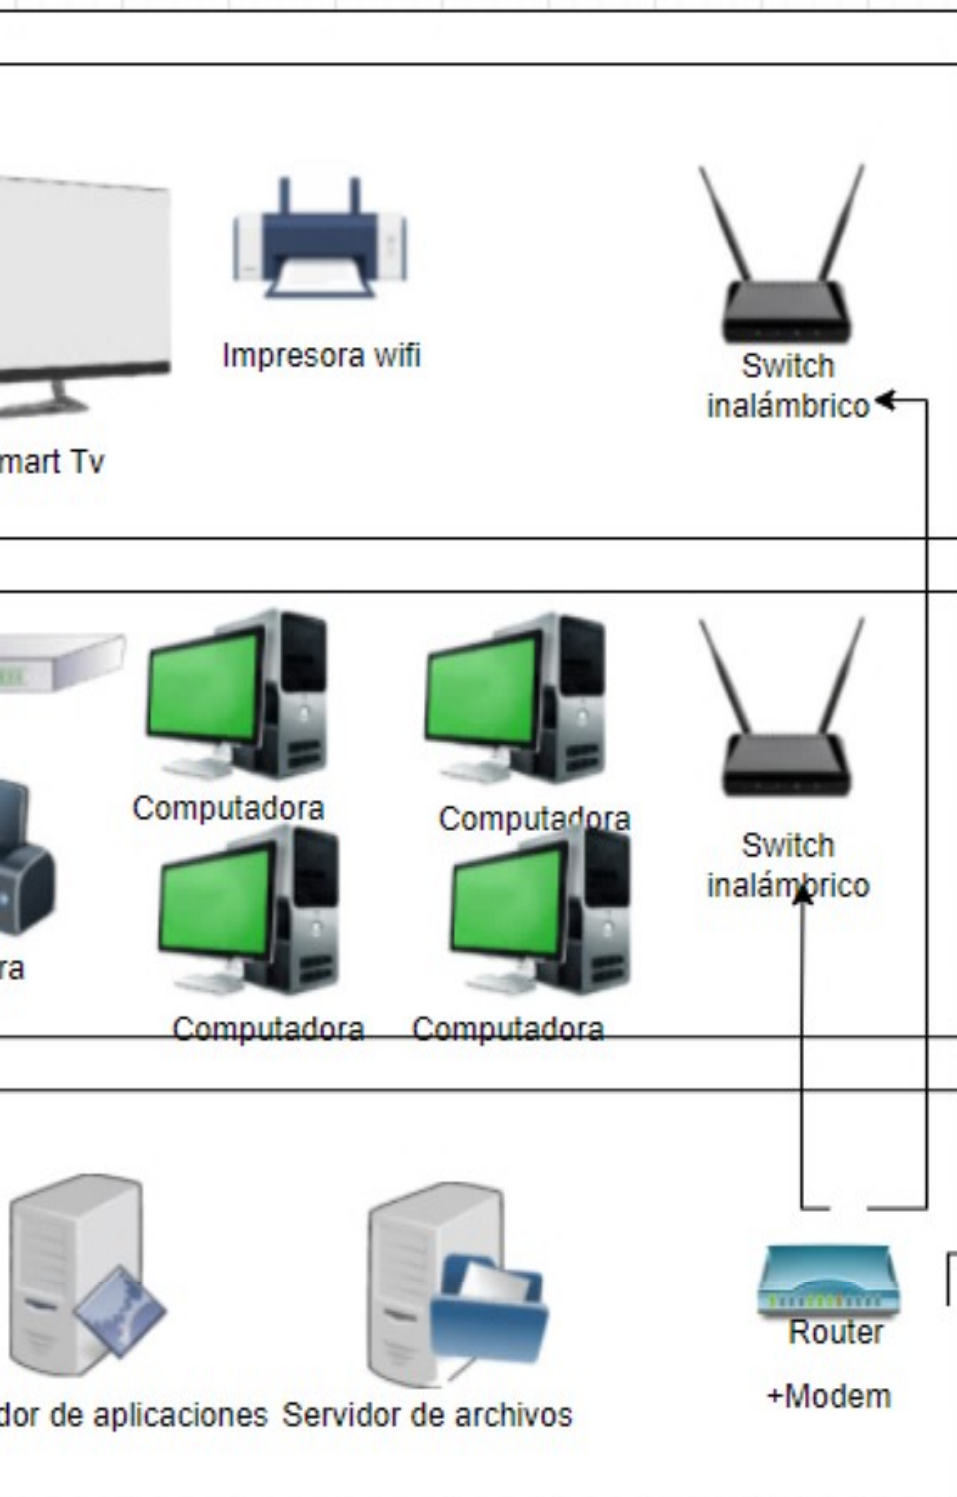 Impresora wifi
Switch
inalámbrico
mart Tv
Computadora
Computadora
Switch
inalámbrico
ra
Computadora
Computadora
Router
+Modem
dor de aplicaciones
Servidor de archivos